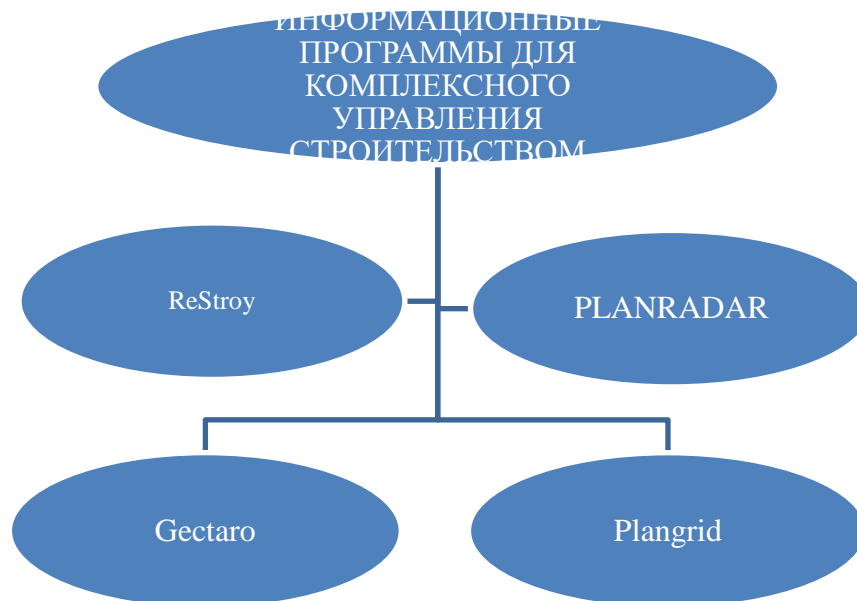 ИНФОРМАЦИОННЫЕ
ПРОГРАММЫ ДЛЯ
КОМПЛЕКСНОГО
УПРАВЛЕНИЯ
СТРОИТЕЛЬСТВОМ
ReStroy
PLANRADAR
Gectaro
Plangrid